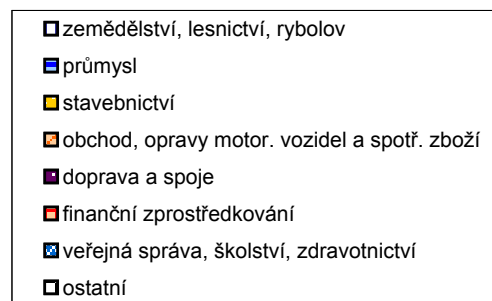 zemědělství, lesnictví, rybolov
průmysl
stavebnictví
obchod, opravy motor. vozidel a spotř. zboží
doprava a spoje
finanční zprostředkování
veřejná správa, školství, zdravotnictví
ostatní